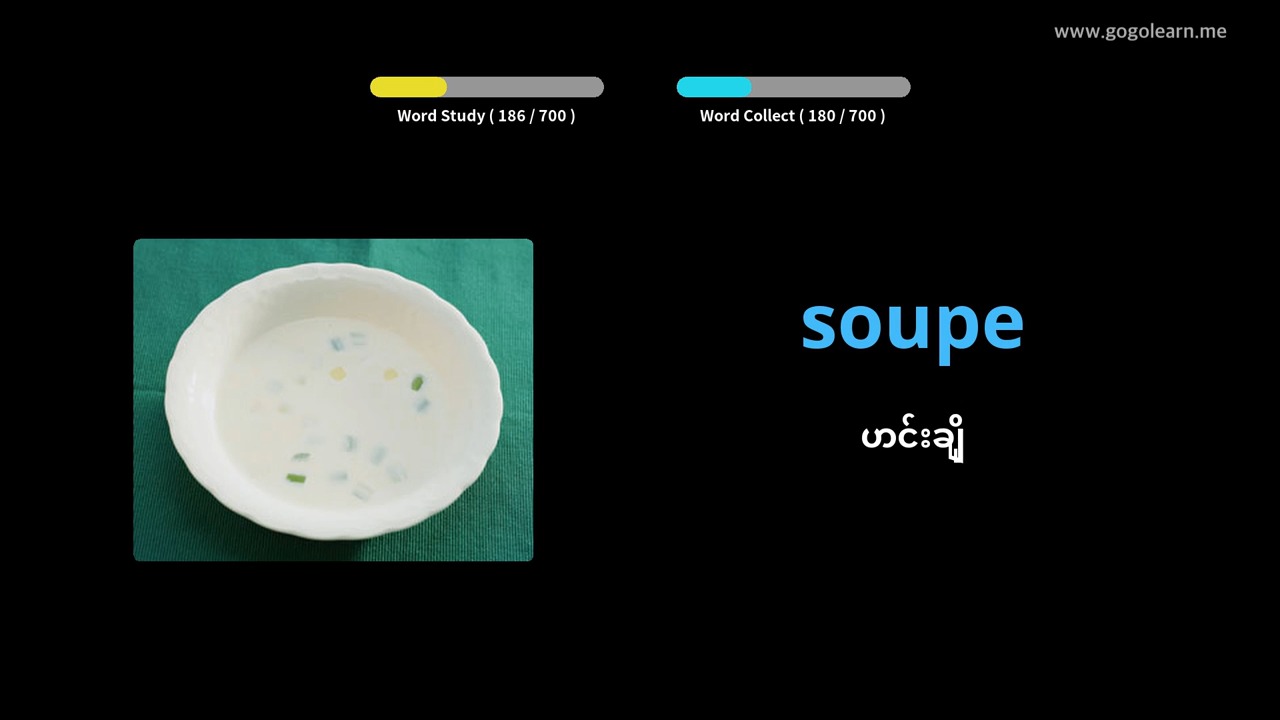 www.gogolearn.me
Word Study ( 186 / 700 )
Word Collect ( 180 / 700 )
soupe
ဟင်းချို